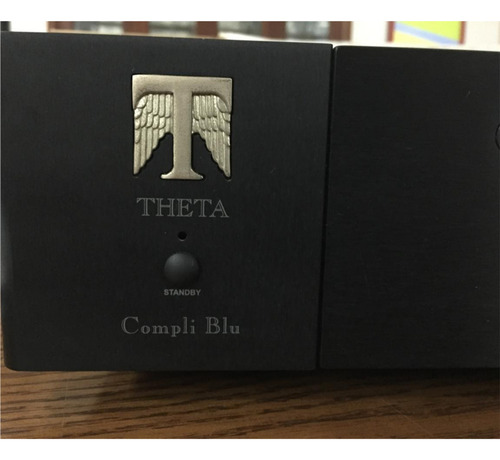 T
THETA
STANDBY
Compli Blu